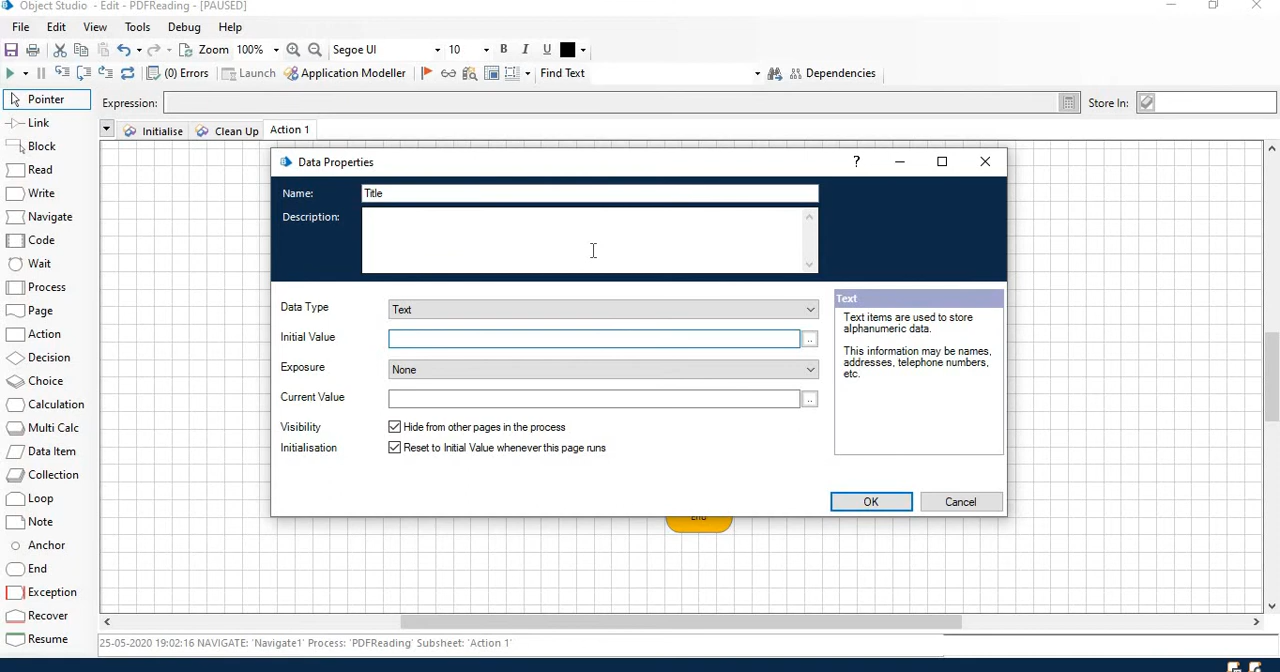 Object Studio - Edit - PDFReading - [PAUSED]
File Edit View Tools Debug Help
Zoom 100% Segoe UI 10 B I U
(0) Errors Launch Application Modeller Find Text Dependencies
Pointer
Expression: Store In:
Link
Initialise Clean Up Action 1
Block
Read
Write
Navigate
Code
Wait
Process
Page
Action
Decision
Choice
Calculation
Multi Calc
Data Item
Collection
Loop
Note
Anchor
End
Exception
Recover
Resume
Data Properties ?
Name: Title
Description:
Data Type Text
Initial Value ..
Exposure None
Current Value ..
Visibility Hide from other pages in the process
Initialisation Reset to Initial Value whenever this page runs
Text
Text items are used to store
alphanumeric data.
This information may be names,
addresses, telephone numbers,
etc.
OK Cancel
End
25-05-2020 19:02:16 NAVIGATE: 'Navigate1' Process: 'PDFReading' Subsheet: 'Action 1'